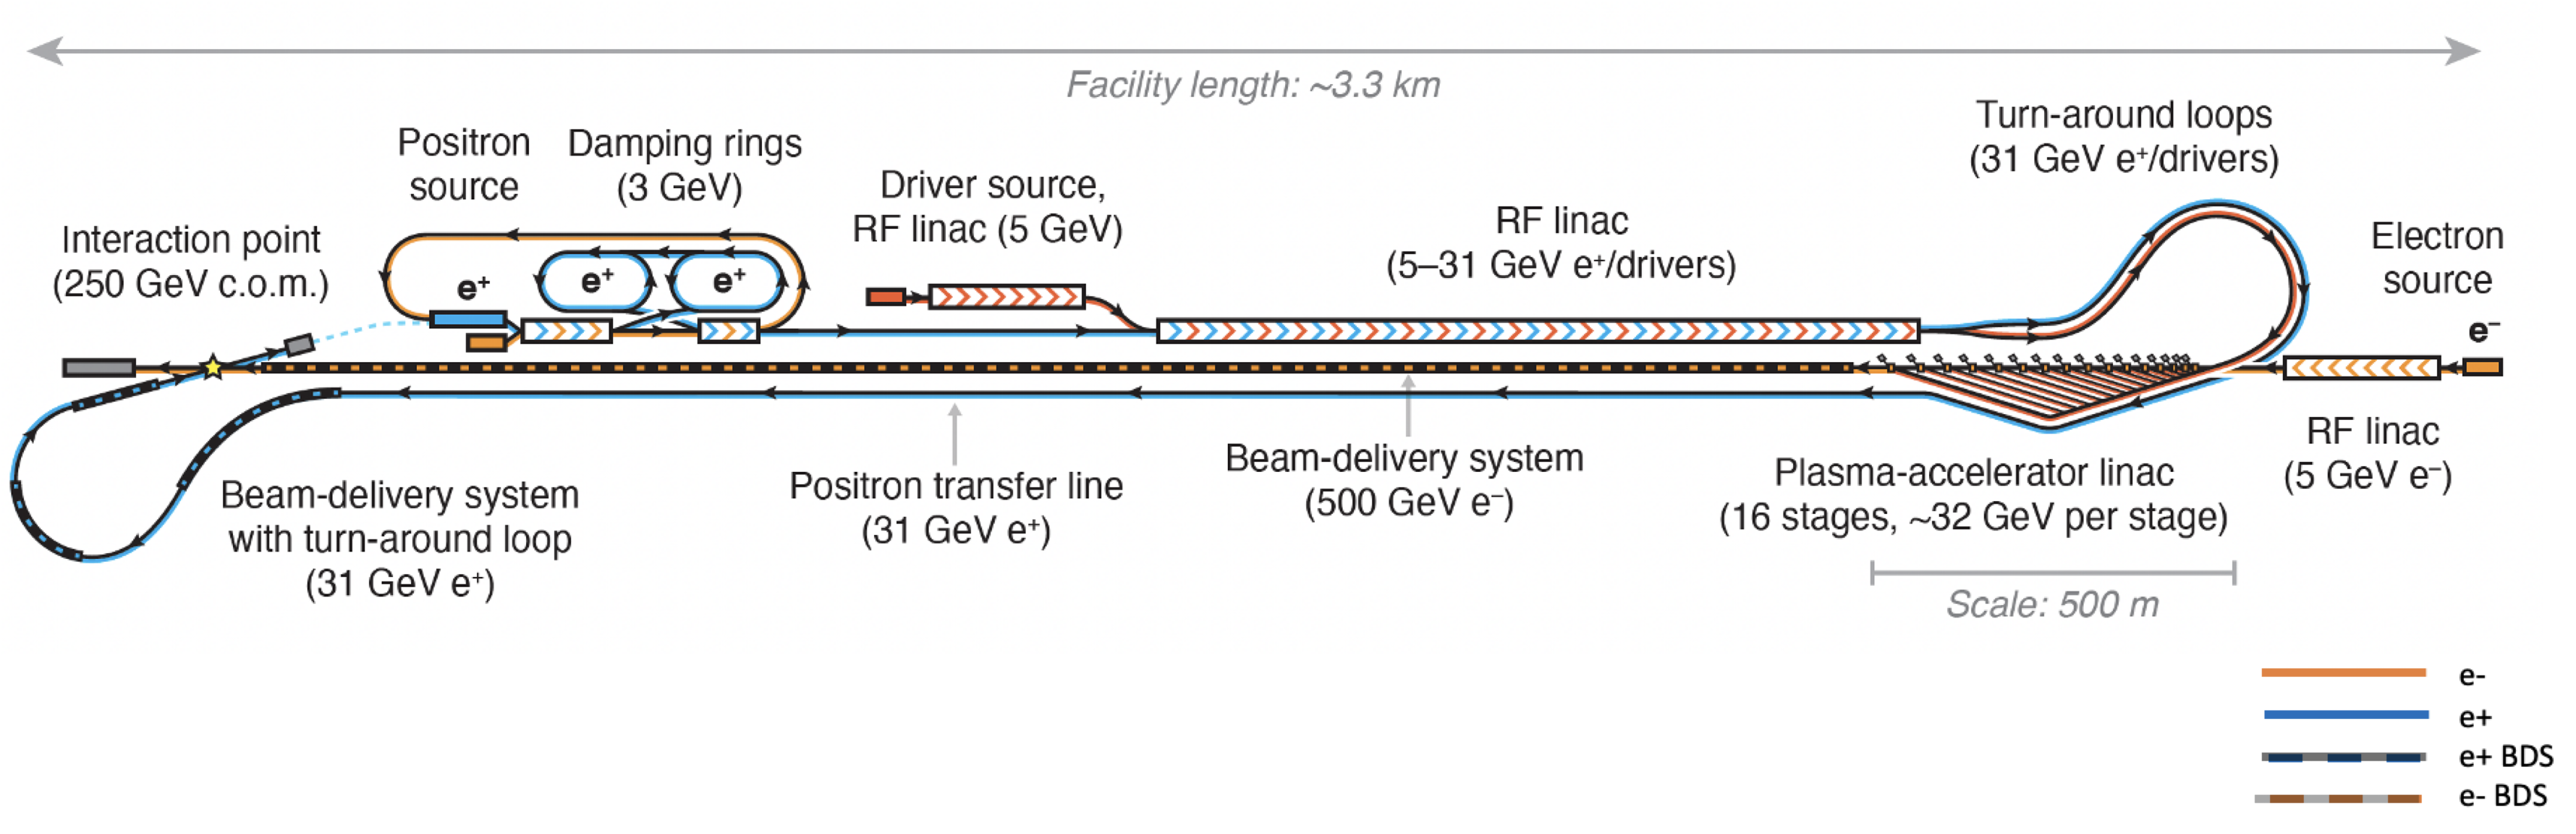 Facility length: ~3.3 km
Turn-around loops
(31 GeV e⁺/drivers)
Positron
source
Damping rings
(3 GeV)
Driver source,
RF linac (5 GeV)
RF linac
(5–31 GeV e⁺/drivers)
Electron
source
Interaction point
(250 GeV c.o.m.)
e⁺
e⁺
e⁺
e⁻
Beam-delivery system
with turn-around loop
(31 GeV e⁺)
Positron transfer line
(31 GeV e⁺)
Beam-delivery system
(500 GeV e⁻)
Plasma-accelerator linac
(16 stages, ~32 GeV per stage)
RF linac
(5 GeV e⁻)
Scale: 500 m
e-
e+
e+ BDS
e- BDS